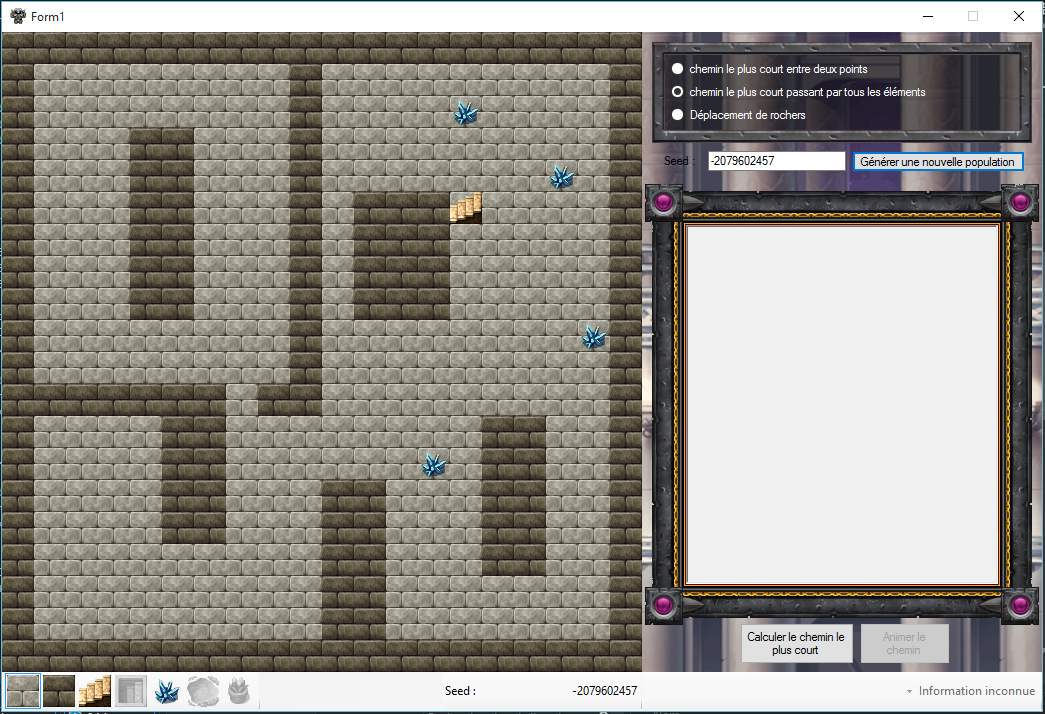 Form1
chemin le plus court entre deux points
chemin le plus court passant par tous les éléments
Déplacement de rochers
Seed :
-2079602457
Générer une nouvelle population
Calculer le chemin le
plus court
Animer le
chemin
Seed :
-2079602457
Information inconnue